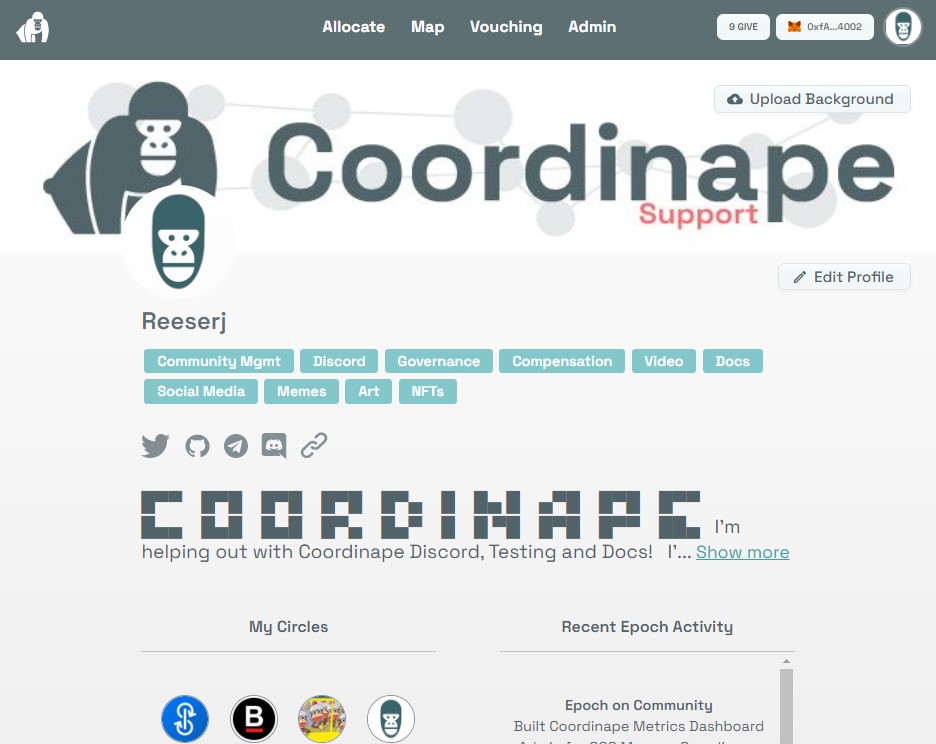 Allocate Map Vouching Admin 9 GIVE 0xfA...4002
Upload Background
Coordinape
Support
Edit Profile
Reeserj
Community Mgmt Discord Governance Compensation Video Docs
Social Media Memes Art NFTs
COORDINAPE I'm
helping out with Coordinape Discord, Testing and Docs! I'... Show more
My Circles Recent Epoch Activity
B
Epoch on Community
Built Coordinape Metrics Dashboard